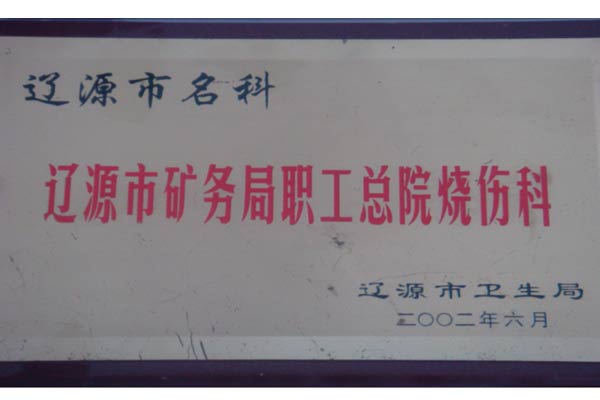 辽源市名科
辽源市矿务局职工总院烧伤科
辽源市卫生局
二〇〇二年六月